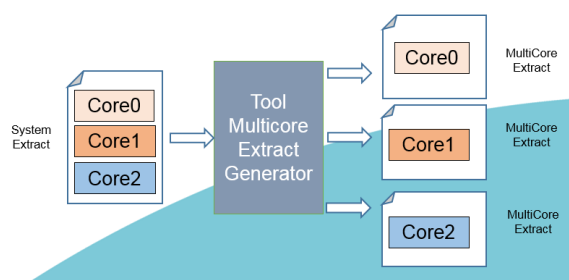 System
Extract
Core0
Core1
Core2
Tool
Multicore
Extract
Generator
Core0
MultiCore
Extract
Core1
MultiCore
Extract
Core2
MultiCore
Extract